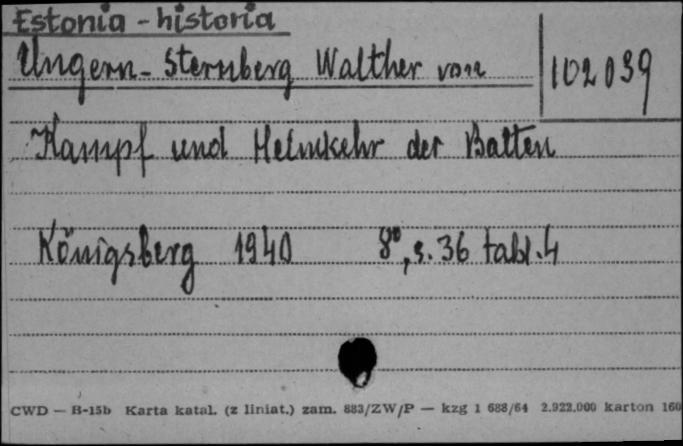 Estonia - historia
Ungern-Sternberg Walther von
102039
Kampf und Heimkehr der Balten
Königsberg 1940 8°, s. 36 tabl. 4
CWD — B-15b Karta katal. (z liniat.) zam. 883/ZW/P — kzg 1 688/64 2.922.000 karton 160